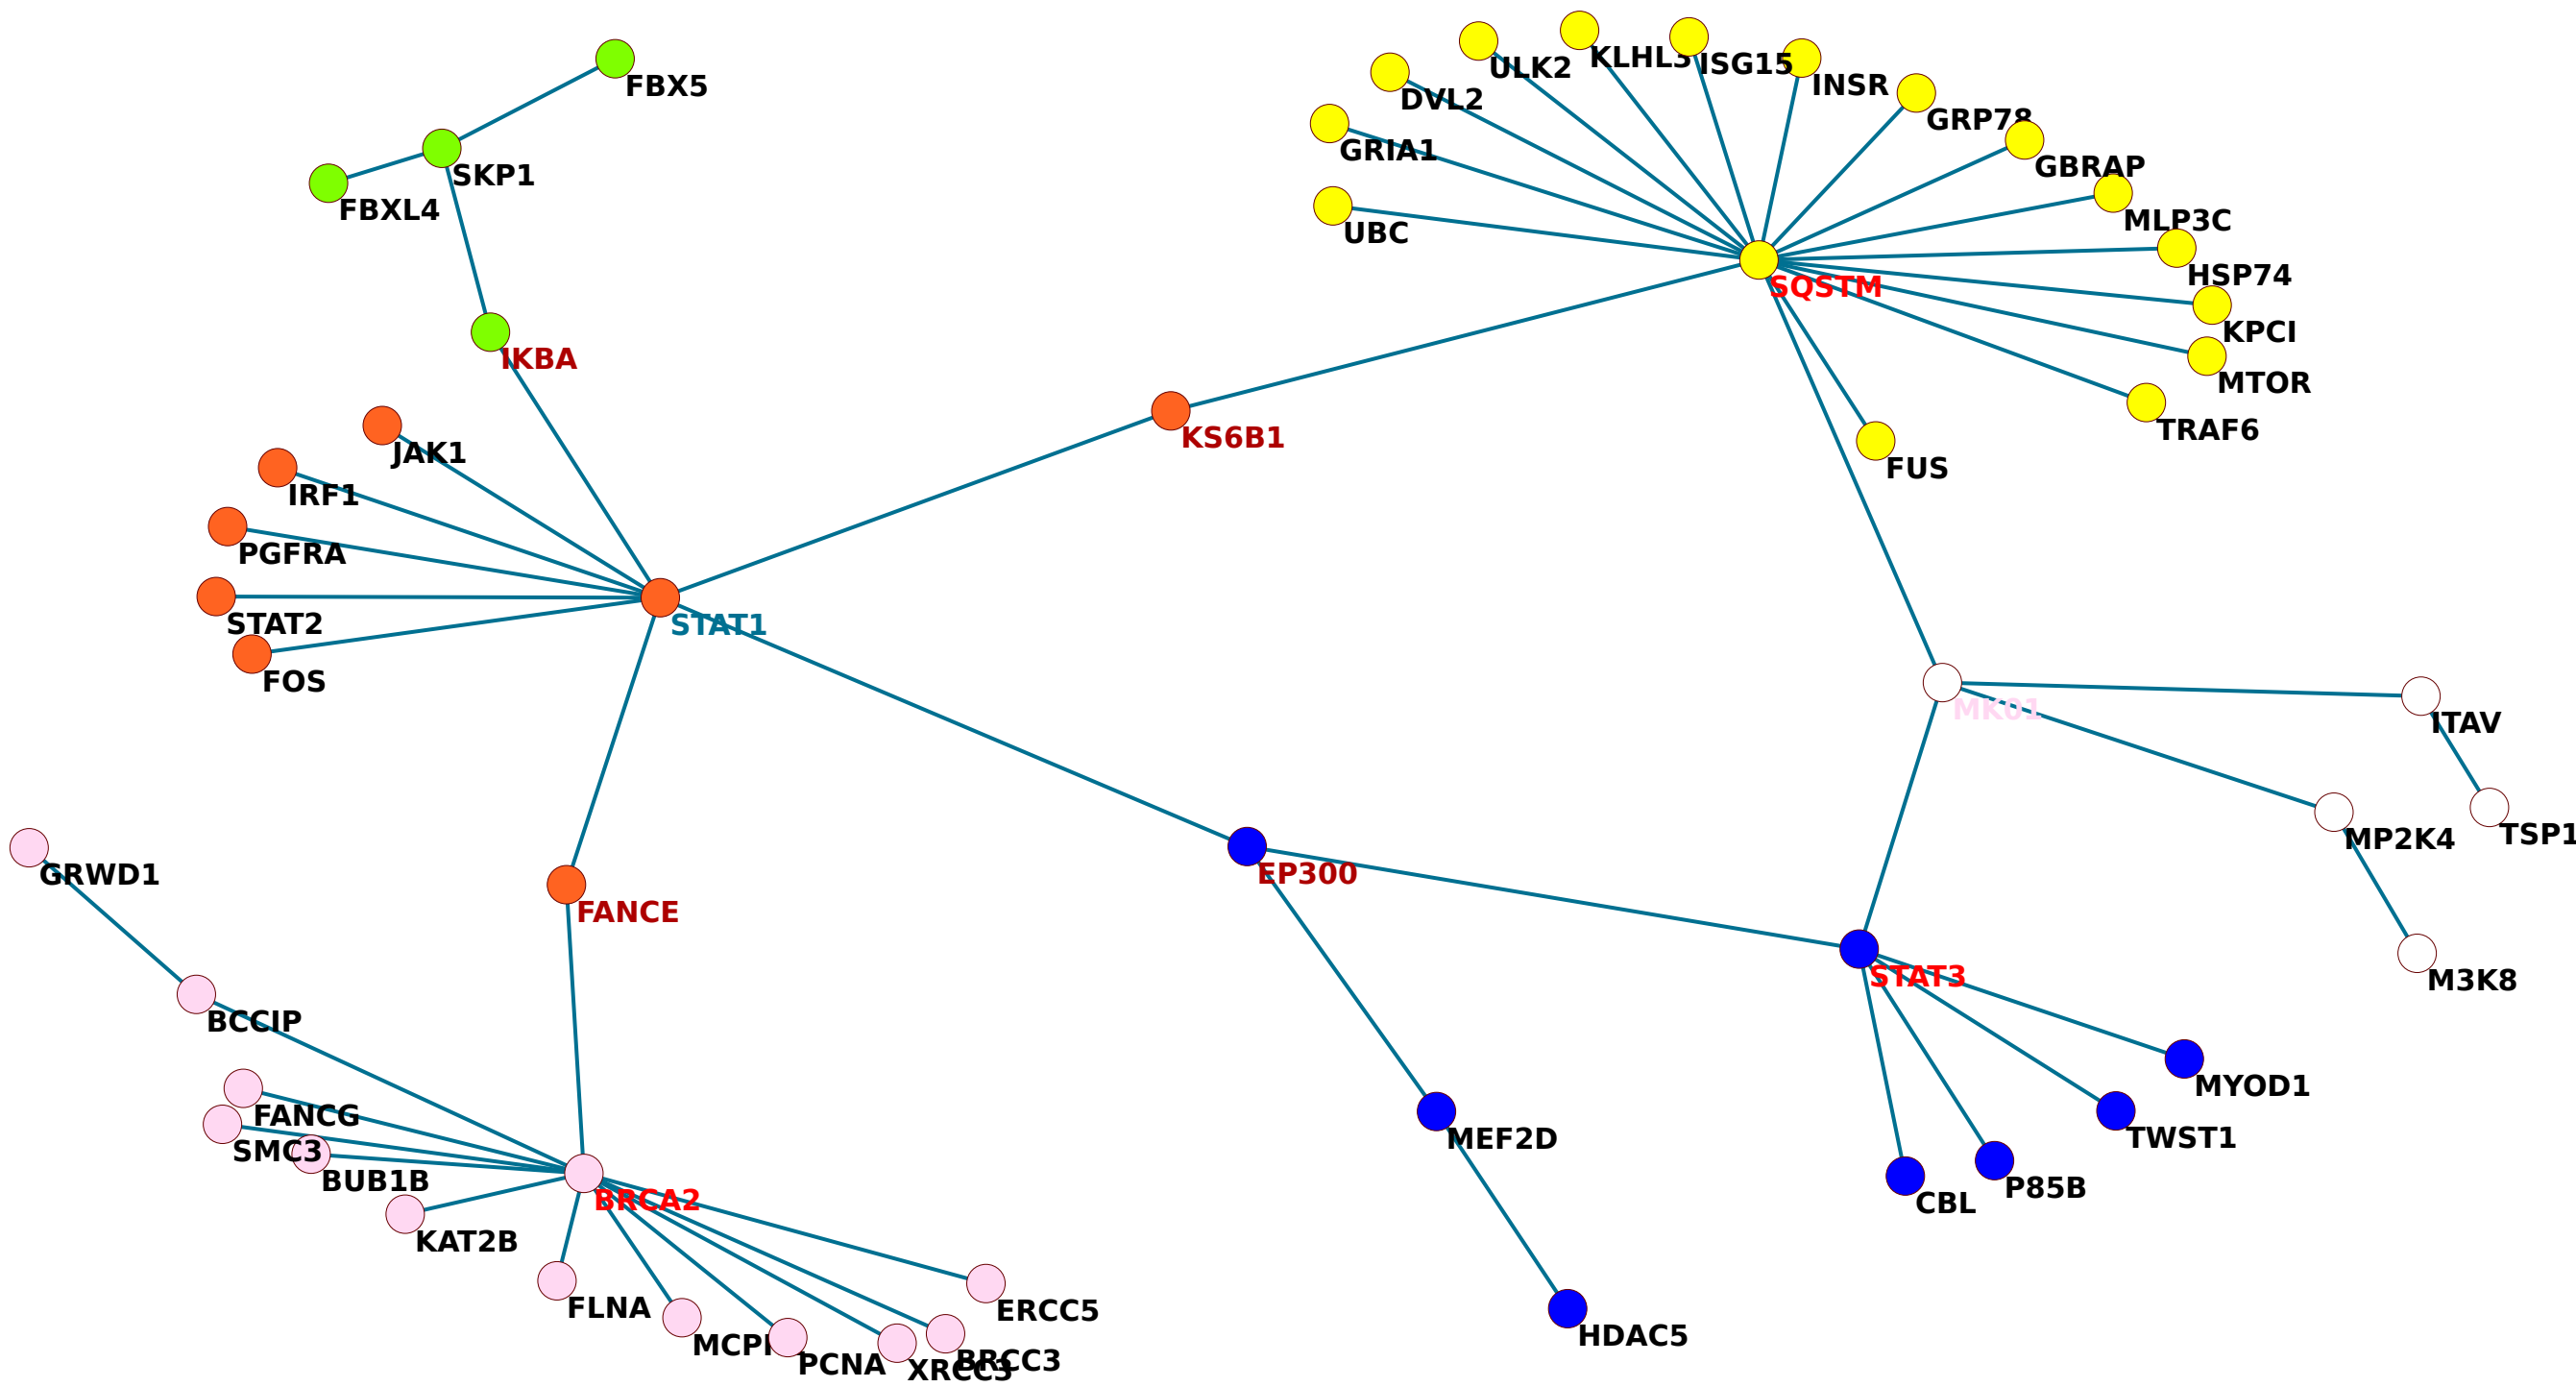 FBX5
SKP1
FBXL4
IKBA
JAK1
IRF1
PGFRA
STAT2
FOS
STAT1
KS6B1
ULK2
ISG15
INSR
DVL2
GRP78
GRIA1
GBRAP
UBC
MLP3C
SQSTM
HSP74
KPCI
MTOR
TRAF6
FUS
MK01
ITAV
TSP1
MP2K4
M3K8
GRWD1
EP300
FANCE
STAT3
BCCIP
FANCG
SMC3
BUB1B
BRCA2
KAT2B
FLNA
ERCC5
PCNA
XRCC3
BRCC3
MEF2D
HDAC5
MYOD1
TWST1
P85B
CBL